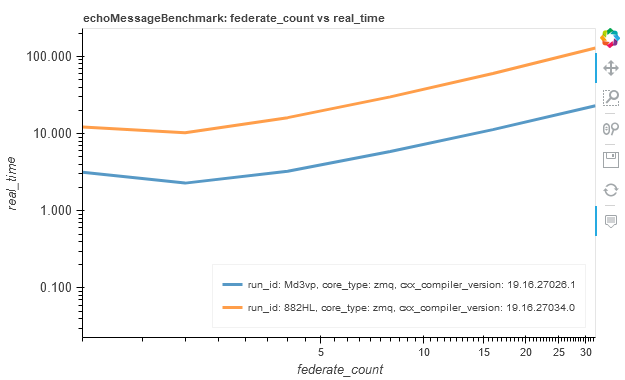 echoMessageBenchmark: federate_count vs real_time
100.000
10.000
1.000
0.100
real_time
5
10
15
20
25
30
federate_count
run_id: Md3vp, core_type: zmq, cxx_compiler_version: 19.16.27026.1
run_id: 882HL, core_type: zmq, cxx_compiler_version: 19.16.27034.0